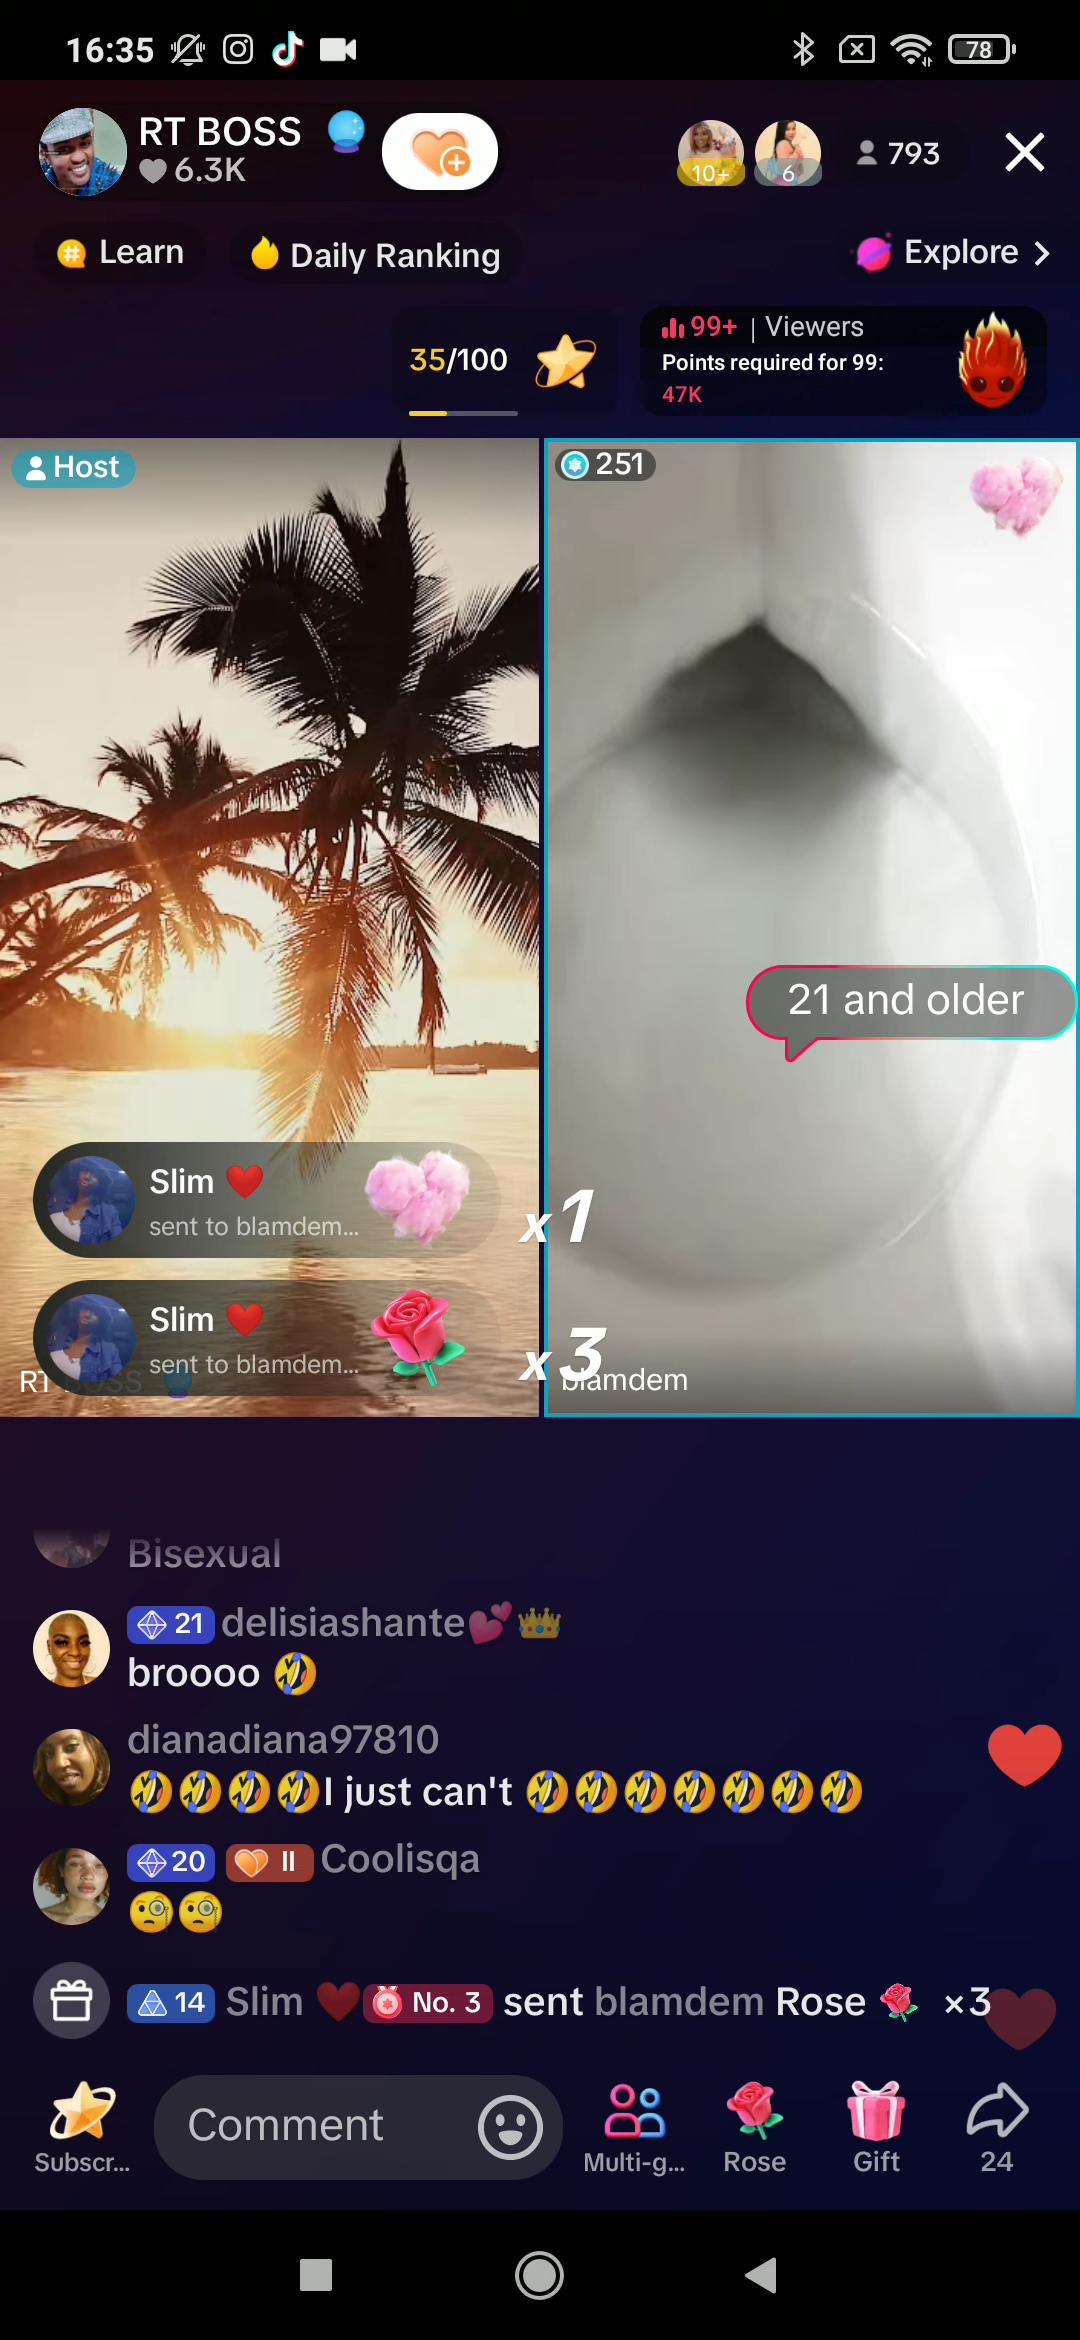 16:35
78
RT BOSS
6.3K
10+
6
793
Learn
Daily Ranking
Explore
35/100
99+ | Viewers
Points required for 99:
47K
Host
251
21 and older
Slim
sent to blamdem...
x1
Slim
sent to blamdem...
x3
RT BOSS
blamdem
Bisexual
21 delisiashante
broooo
dianadiana97810
I just can't
20 II Coolisqa
14 Slim No. 3 sent blamdem Rose ×3
Comment
Subscr...
Multi-g...
Rose
Gift
24